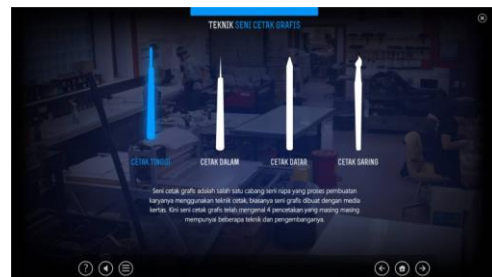 TEKNIK SENI CETAK GRAFIS
CETAK TINGGI
CETAK DALAM
CETAK DATAR
CETAK SARING
Seni cetak grafis adalah salah satu cabang seni rupa yang proses pembuatan
karyanya menggunakan teknik cetak, biasanya seni grafis dibuat dengan media
kertas. Kini seni cetak grafis telah mengenal 4 pencetakan yang masing masing
mempunyai beberapa teknik dan pengembanganya.